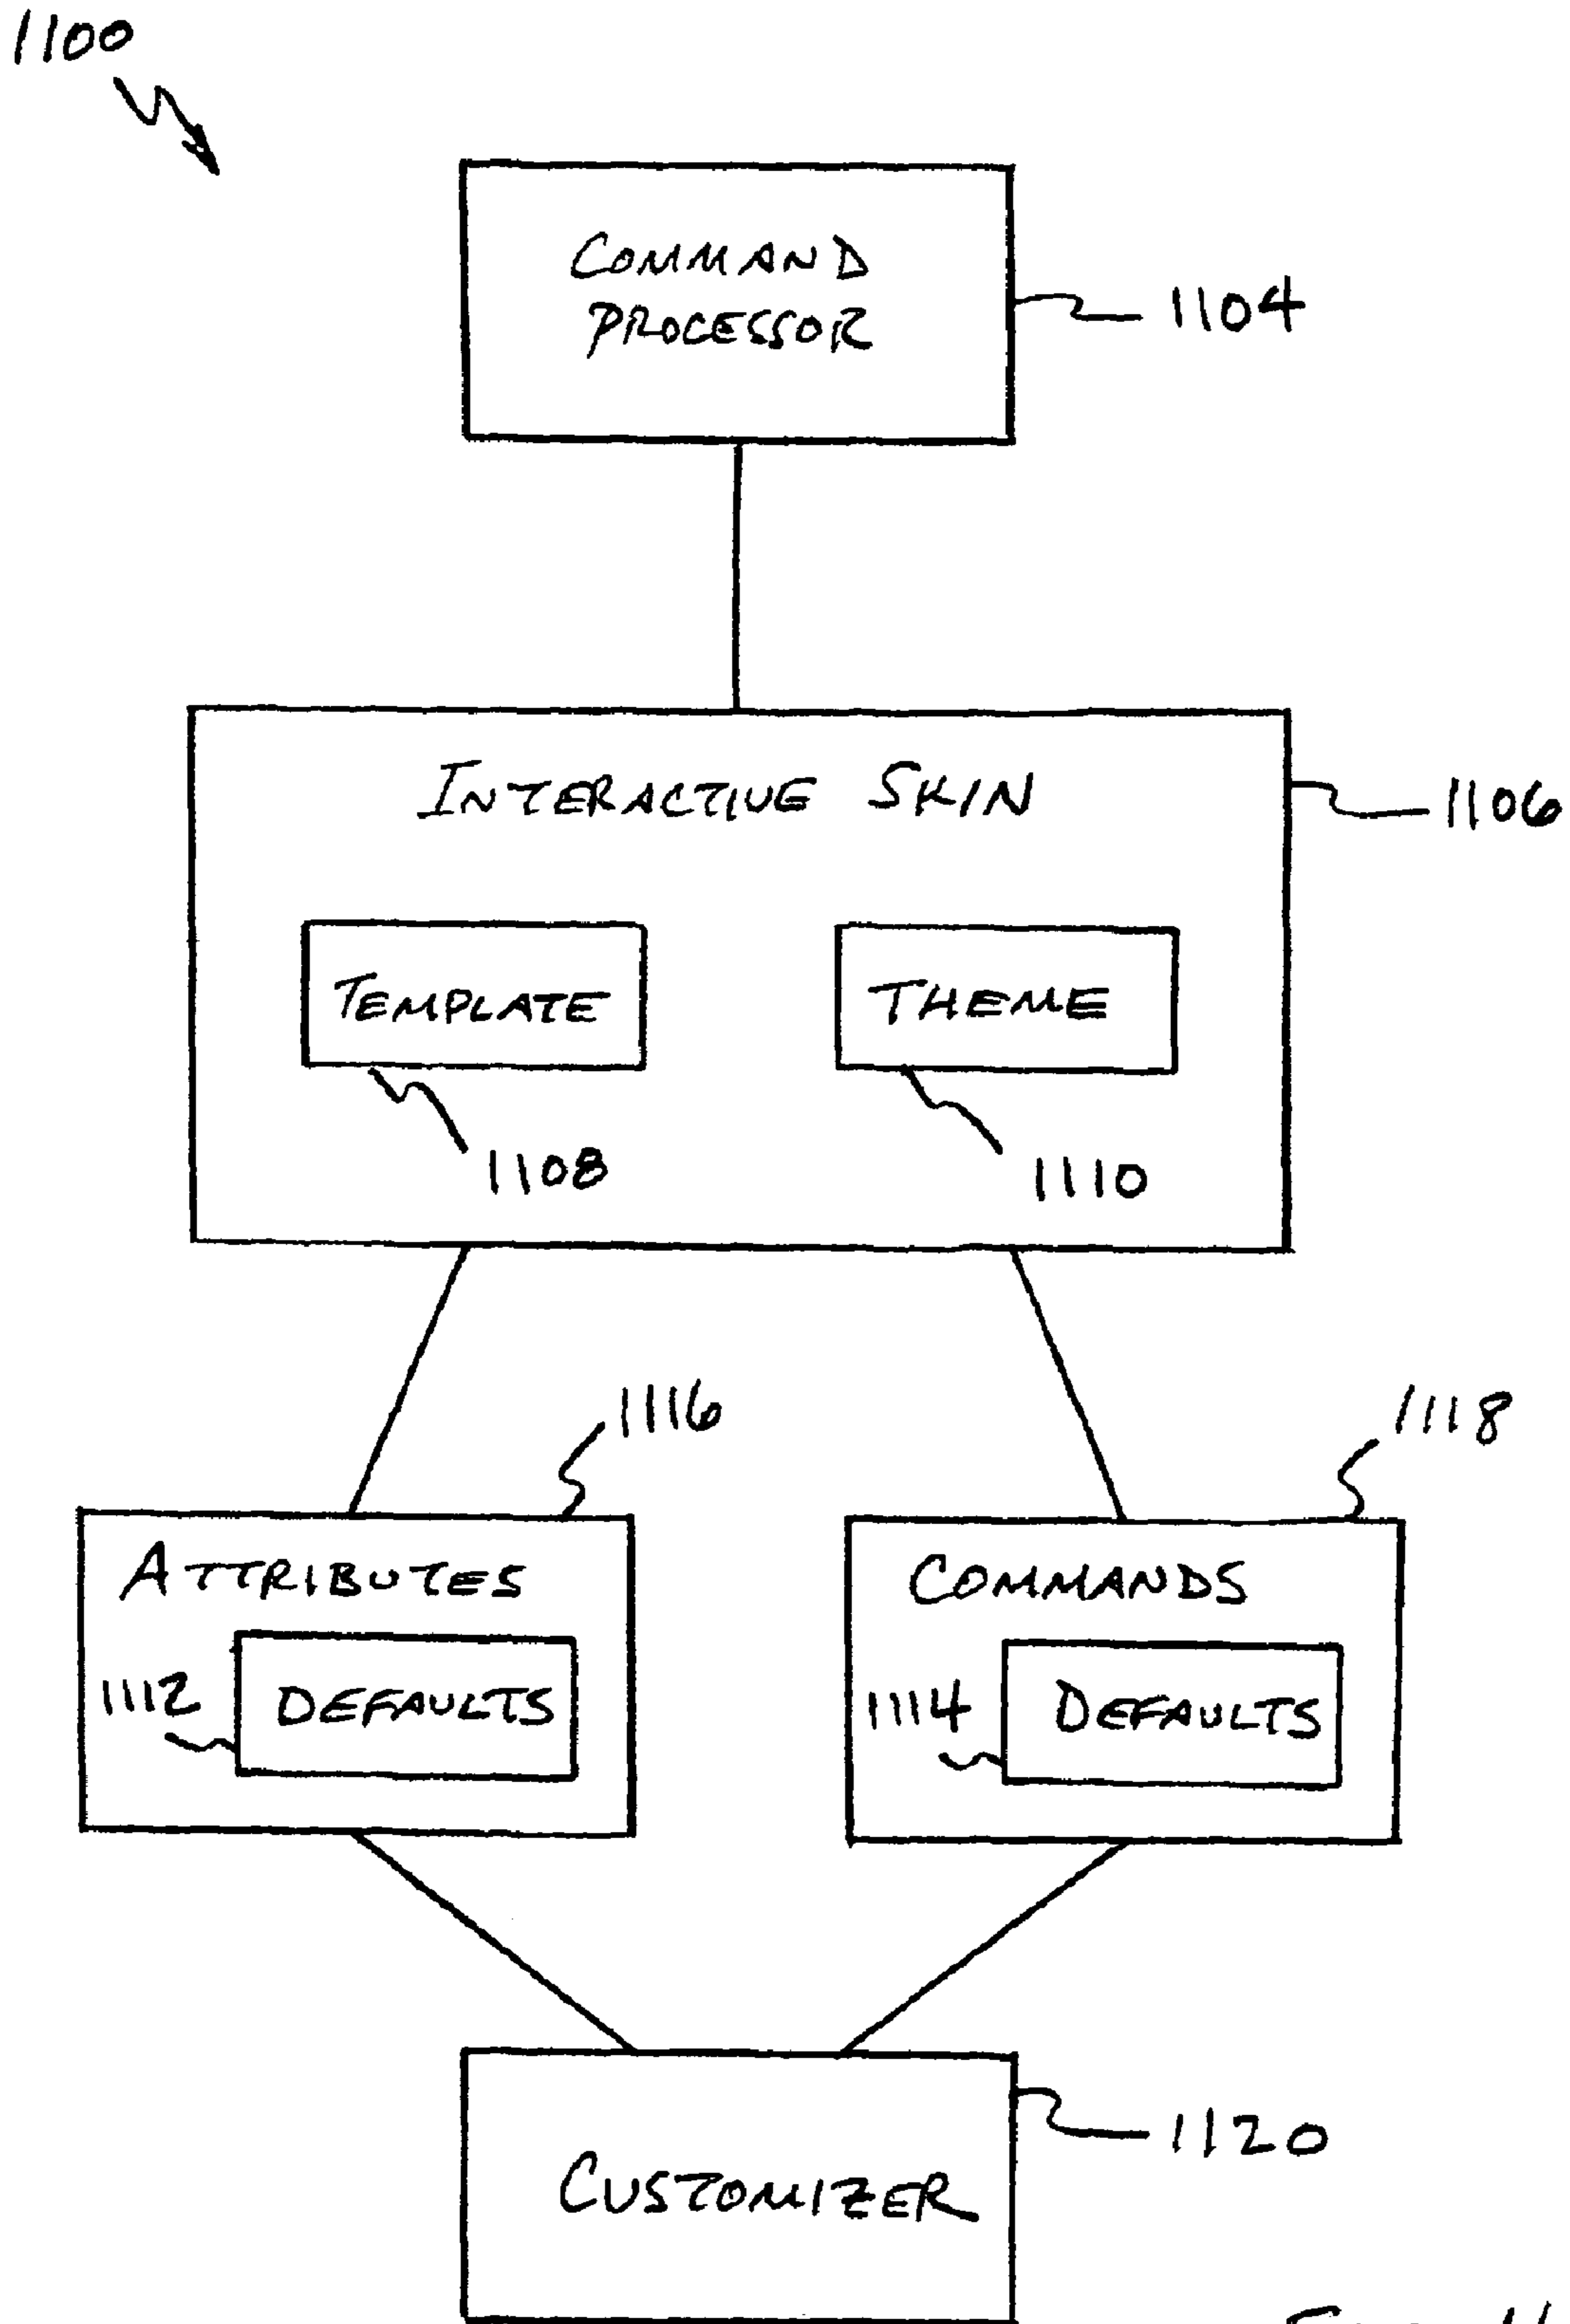 1100
COMMAND
PROCESSOR
1104
INTERACTIVE SKIN
1106
TEMPLATE
THEME
1108
1110
1116
1118
ATTRIBUTES
COMMANDS
1112
DEFAULTS
1114
DEFAULTS
1120
CUSTOMIZER